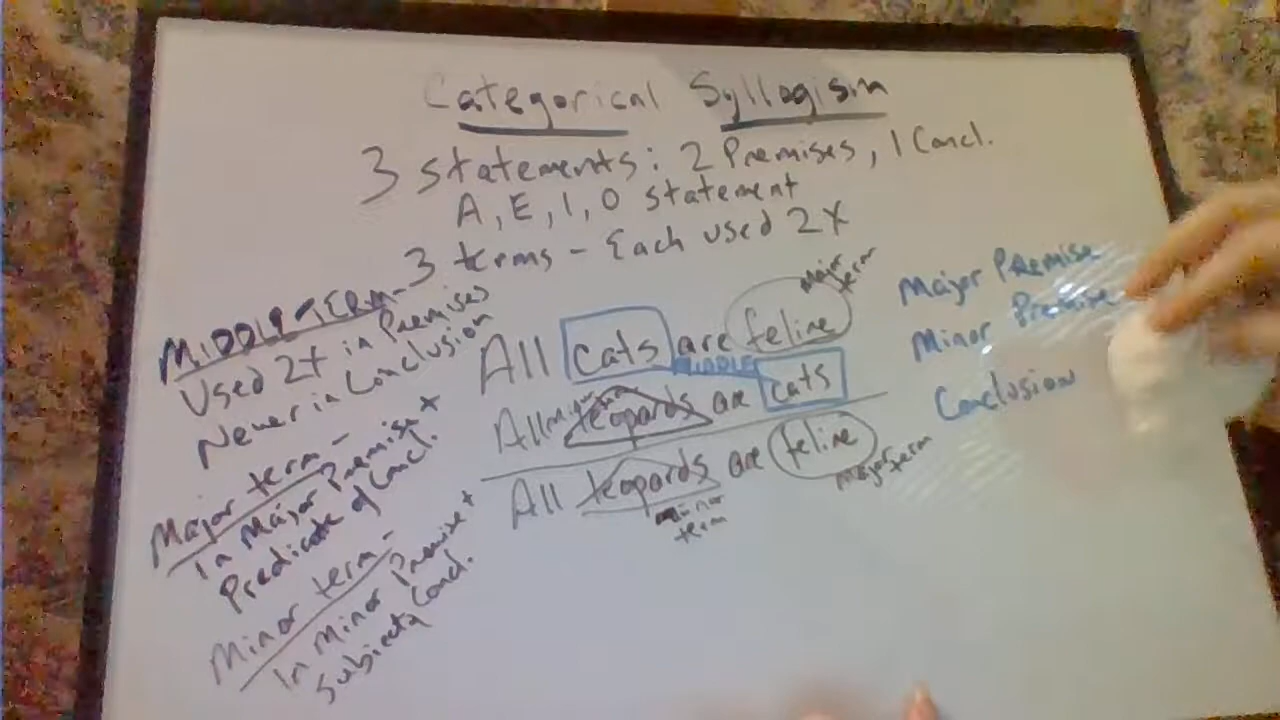 Categorical Syllogism
3 statements: 2 Premises, 1 Concl.
A, E, I, O statement
3 terms - Each used 2X
MIDDLE TERM-
Used 2X in Premises
Never in Conclusion
Major term -
In Major Premise +
Predicate of Concl.
Minor term -
In Minor Premise +
Subject of Concl.
Major term
All cats are feline
MIDDLE
All leopards are cats
Minor term
All leopards are feline
minor term
Major term
Major Premise
Minor Premise
Conclusion